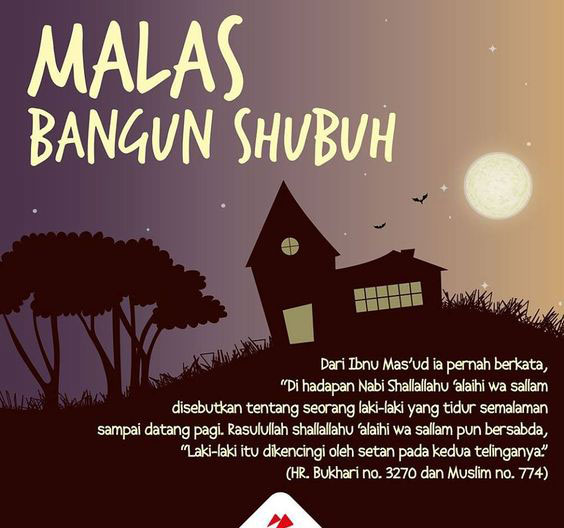 MALAS
BANGUN SHUBUH
Dari Ibnu Mas'ud ia pernah berkata,
"Di hadapan Nabi Shallallahu 'alaihi wa sallam
disebutkan tentang seorang laki-laki yang tidur semalaman
sampai datang pagi. Rasulullah shallallahu 'alaihi wa sallam pun bersabda,
"Laki-laki itu dikencingi oleh setan pada kedua telinganya."
(HR. Bukhari no. 3270 dan Muslim no. 774)